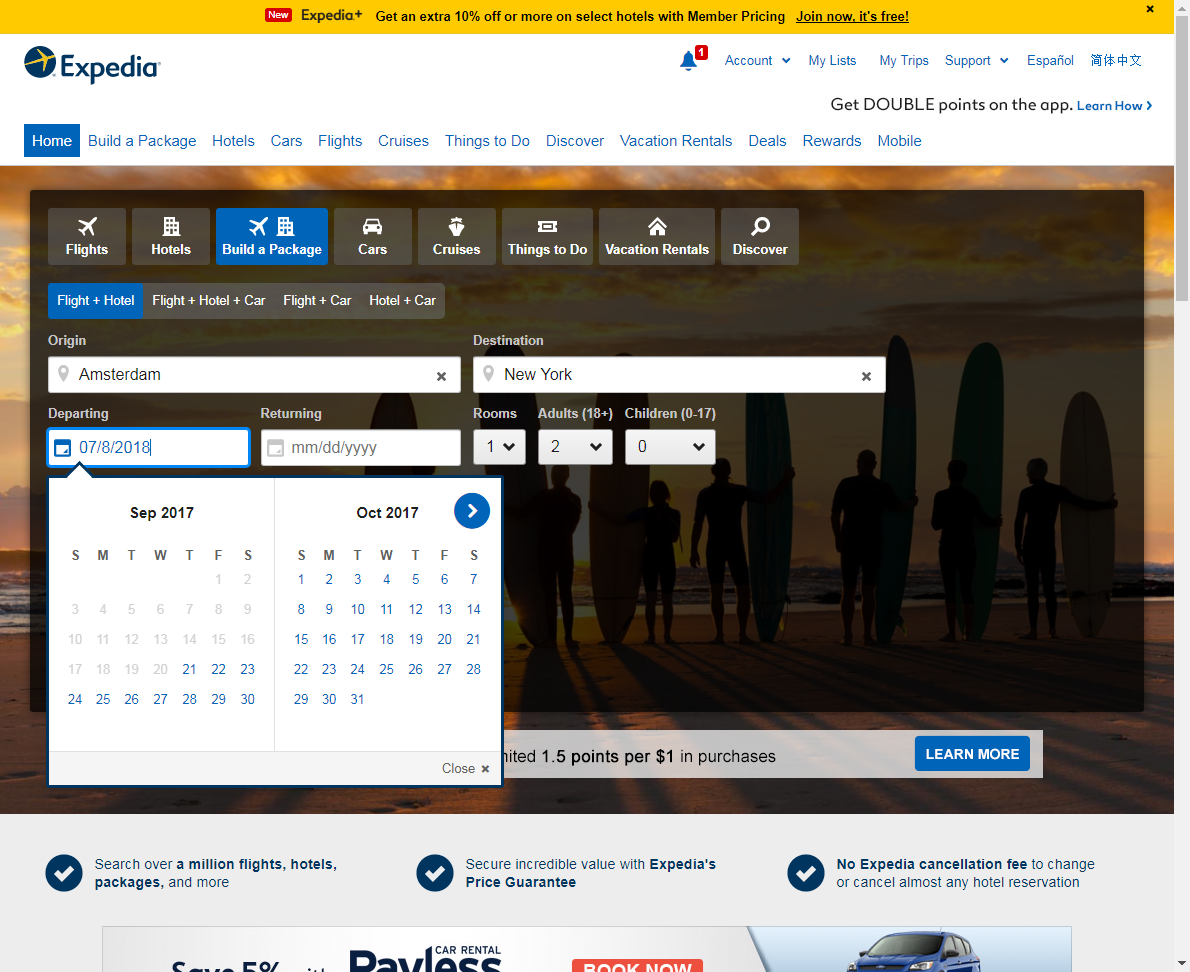 New Expedia+ Get an extra 10% off or more on select hotels with Member Pricing Join now, it's free!
Expedia
1 Account My Lists My Trips Support Español 简体中文
Get DOUBLE points on the app. Learn How
Home Build a Package Hotels Cars Flights Cruises Things to Do Discover Vacation Rentals Deals Rewards Mobile
Flights Hotels Build a Package Cars Cruises Things to Do Vacation Rentals Discover
Flight + Hotel Flight + Hotel + Car Flight + Car Hotel + Car
Origin Destination
Amsterdam New York
Departing Returning Rooms Adults (18+) Children (0-17)
07/8/2018 mm/dd/yyyy 1 2 0
Sep 2017 Oct 2017
S M T W T F S S M T W T F S
1 2 1 2 3 4 5 6 7
3 4 5 6 7 8 9 8 9 10 11 12 13 14
10 11 12 13 14 15 16 15 16 17 18 19 20 21
17 18 19 20 21 22 23 22 23 24 25 26 27 28
24 25 26 27 28 29 30 29 30 31
1.5 points per $1 in purchases LEARN MORE
Close
Search over a million flights, hotels, Secure incredible value with Expedia's No Expedia cancellation fee to change
packages, and more Price Guarantee or cancel almost any hotel reservation
CAR RENTAL
Save 5% with Payless BOOK NOW